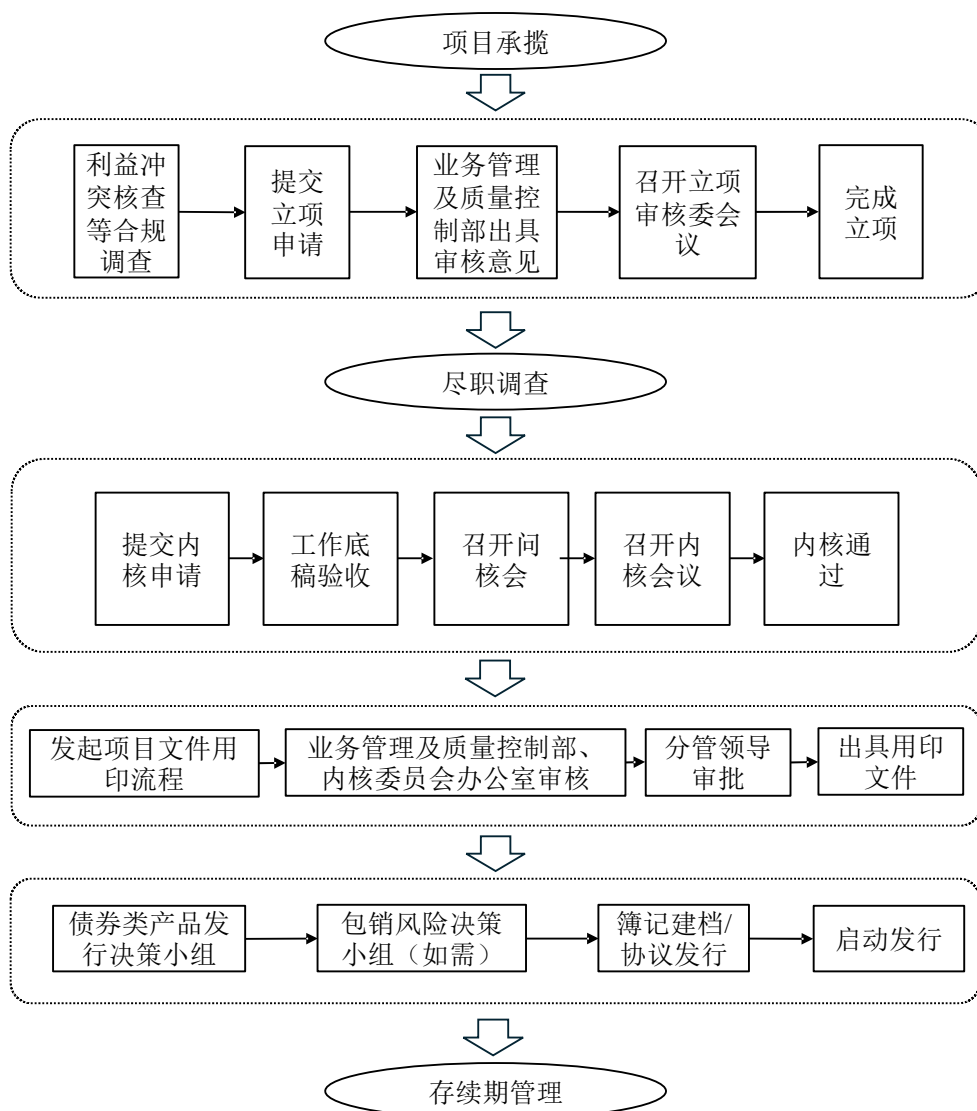 项目承揽
利益冲
突核查
等合规
调查
提交
立项
申请
业务管理
及质量控
制部出具
审核意见
召开立项
审核委会
议
完成
立项
尽职调查
提交内
核申请
工作底
稿验收
召开问
核会
召开内
核会议
内核通
过
发起项目文件用
印流程
业务管理及质量控制部、
内核委员会办公室审核
分管领导
审批
出具用印
文件
债券类产品发
行决策小组
包销风险决策
小组（如需）
簿记建档/
协议发行
启动发行
存续期管理